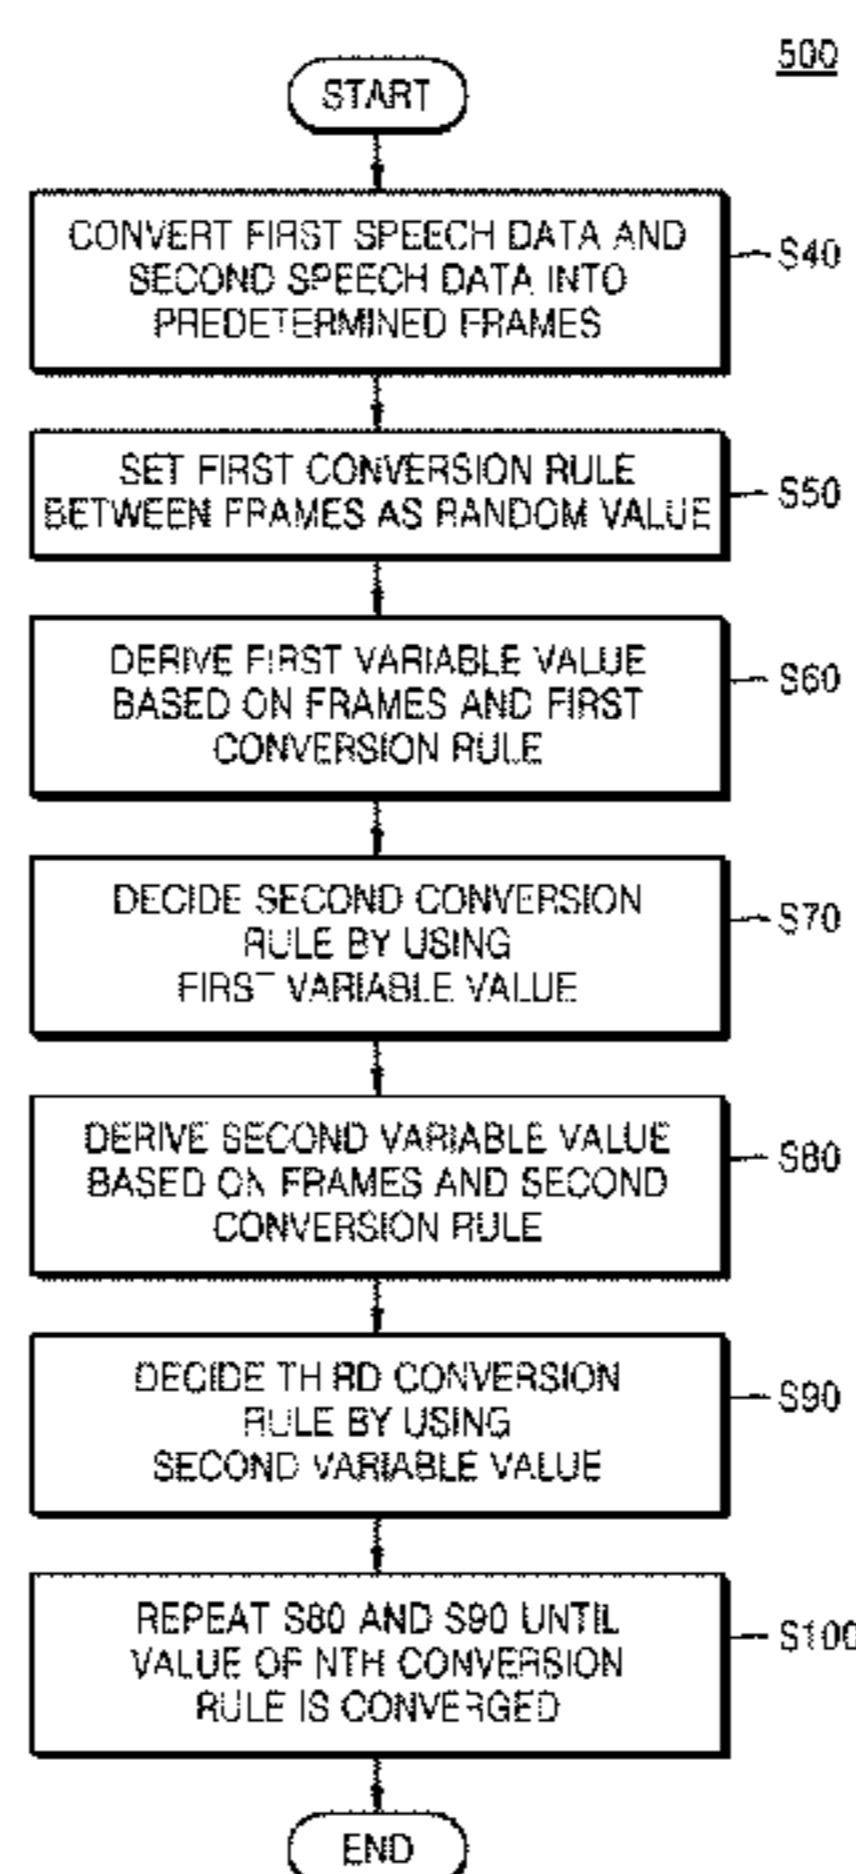 500
START
CONVERT FIRST SPEECH DATA AND
SECOND SPEECH DATA INTO
PREDETERMINED FRAMES
S40
SET FIRST CONVERSION RULE
BETWEEN FRAMES AS RANDOM VALUE
S50
DERIVE FIRST VARIABLE VALUE
BASED ON FRAMES AND FIRST
CONVERSION RULE
S60
DECIDE SECOND CONVERSION
RULE BY USING
FIRST VARIABLE VALUE
S70
DERIVE SECOND VARIABLE VALUE
BASED ON FRAMES AND SECOND
CONVERSION RULE
S80
DECIDE THIRD CONVERSION
RULE BY USING
SECOND VARIABLE VALUE
S90
REPEAT S80 AND S90 UNTIL
VALUE OF NTH CONVERSION
RULE IS CONVERGED
S100
END